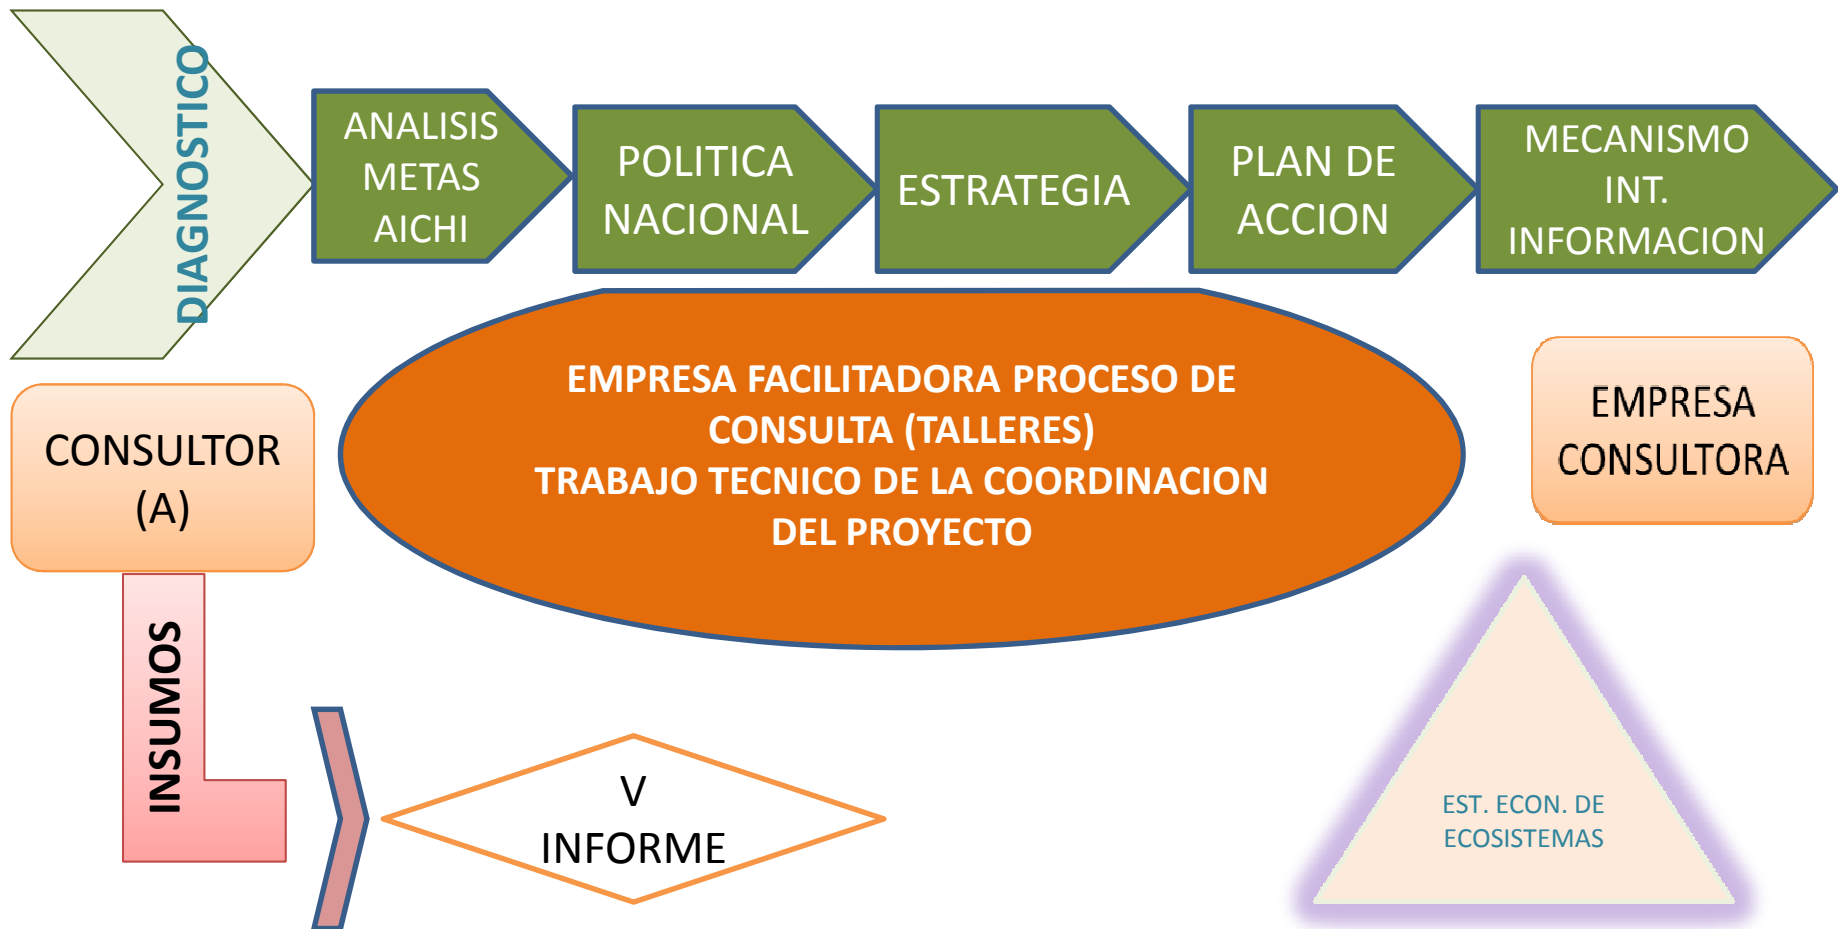 DIAGNOSTICO
ANALISIS
METAS
AICHI
POLITICA
NACIONAL
ESTRATEGIA
PLAN DE
ACCION
MECANISMO
INT.
INFORMACION
EMPRESA FACILITADORA PROCESO DE
CONSULTA (TALLERES)
TRABAJO TECNICO DE LA COORDINACION
DEL PROYECTO
EMPRESA
CONSULTORA
CONSULTOR
(A)
INSUMOS
V
INFORME
EST. ECON. DE
ECOSISTEMAS